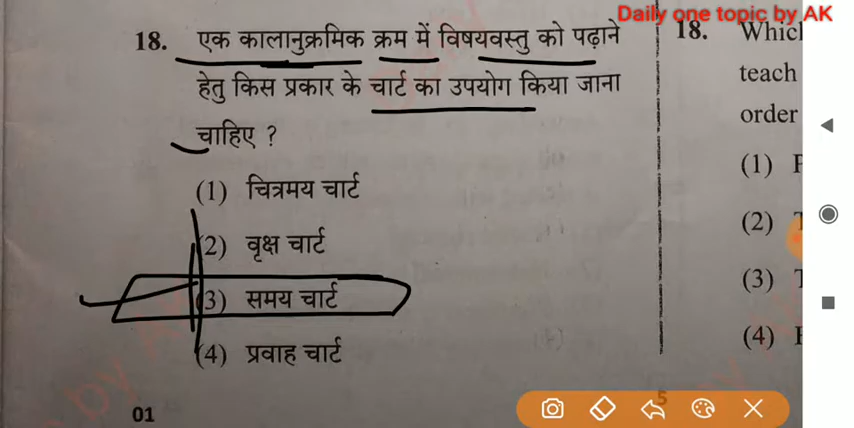 Daily one topic by AK
18. एक कालानुक्रमिक क्रम में विषयवस्तु को पढ़ाने
हेतु किस प्रकार के चार्ट का उपयोग किया जाना
चाहिए ?
(1) चित्रमय चार्ट
(2) वृक्ष चार्ट
(3) समय चार्ट
(4) प्रवाह चार्ट
01
18.
teach
order
(1)
(2)
(3)
(4)
5